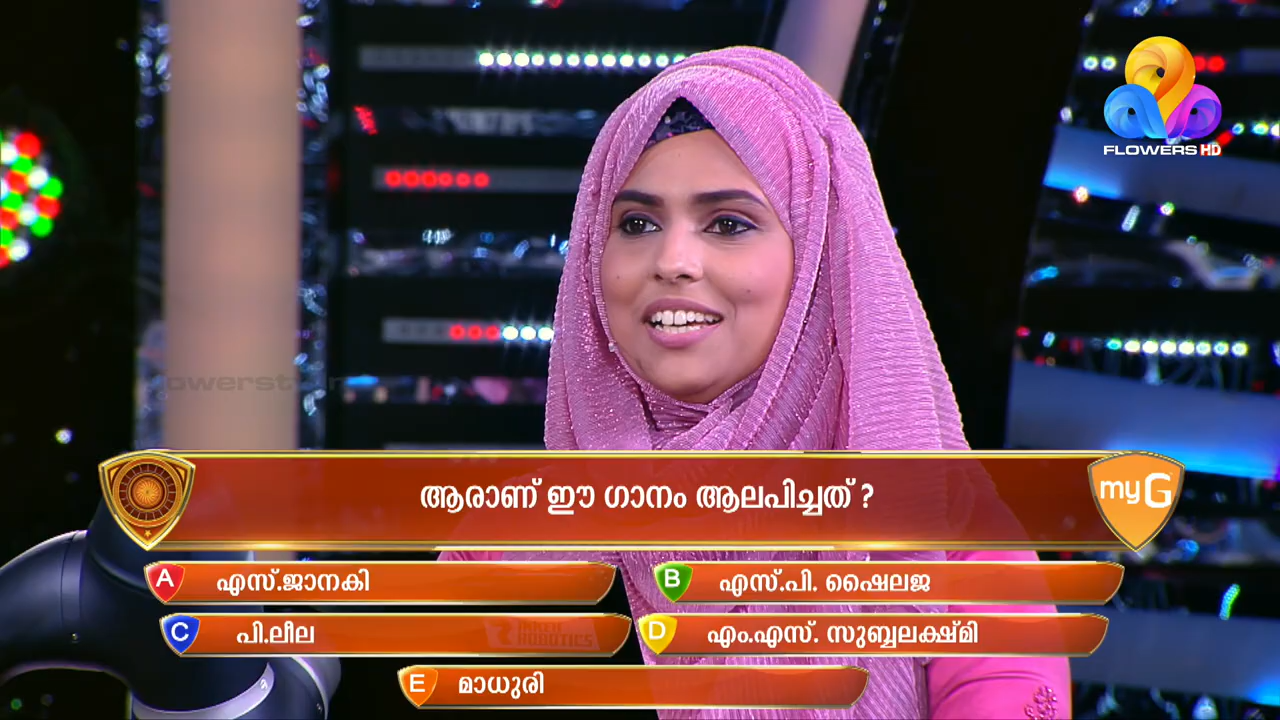 FLOWERS HD
ആരാണ് ഈ ഗാനം ആലപിച്ചത് ?
myG
A എസ്.ജാനകി
B എസ്.പി. ഷൈലജ
C പി.ലീല
D എം.എസ്. സുബ്ബലക്ഷ്മി
E മാധുരി